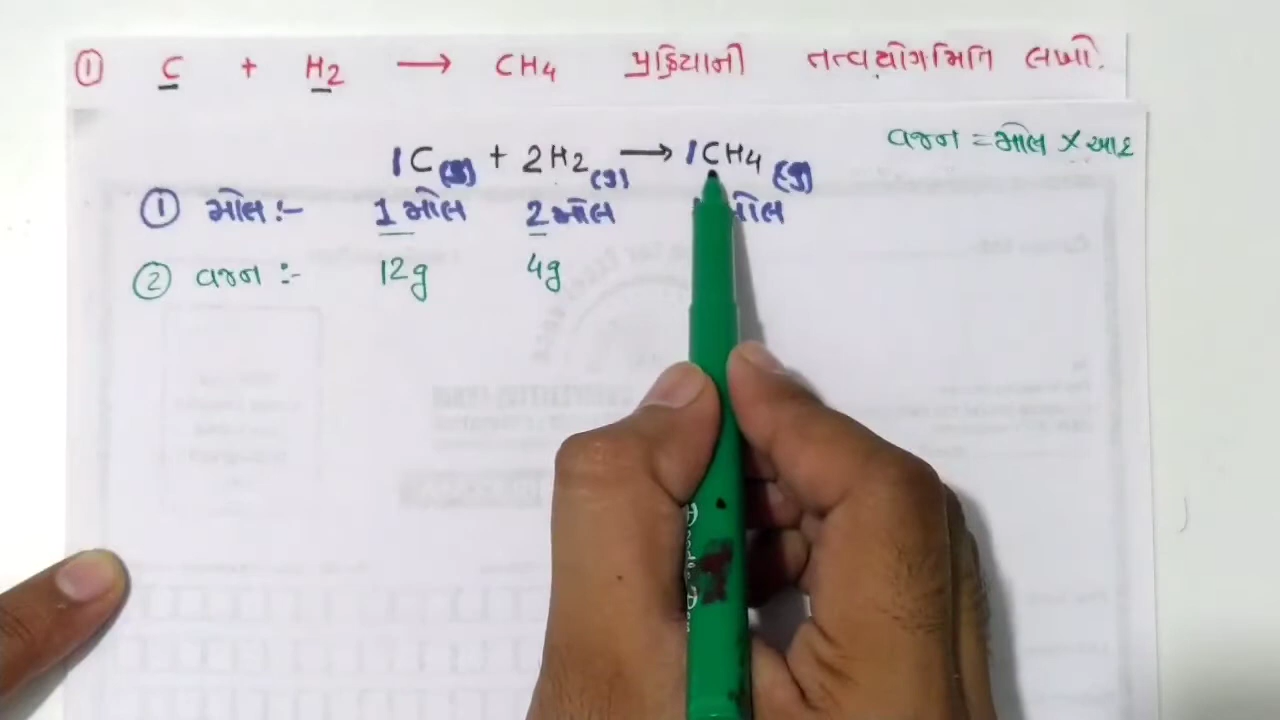 ① C + H2 → CH4 પ્રક્રિયાની તત્વયોગમિતિ લખો.
વજન = મોલ × આદ
1C(g) + 2H2(g) → 1CH4(g)
① મોલ :- 1 મોલ 2 મોલ મોલ
② વજન :- 12g 4g